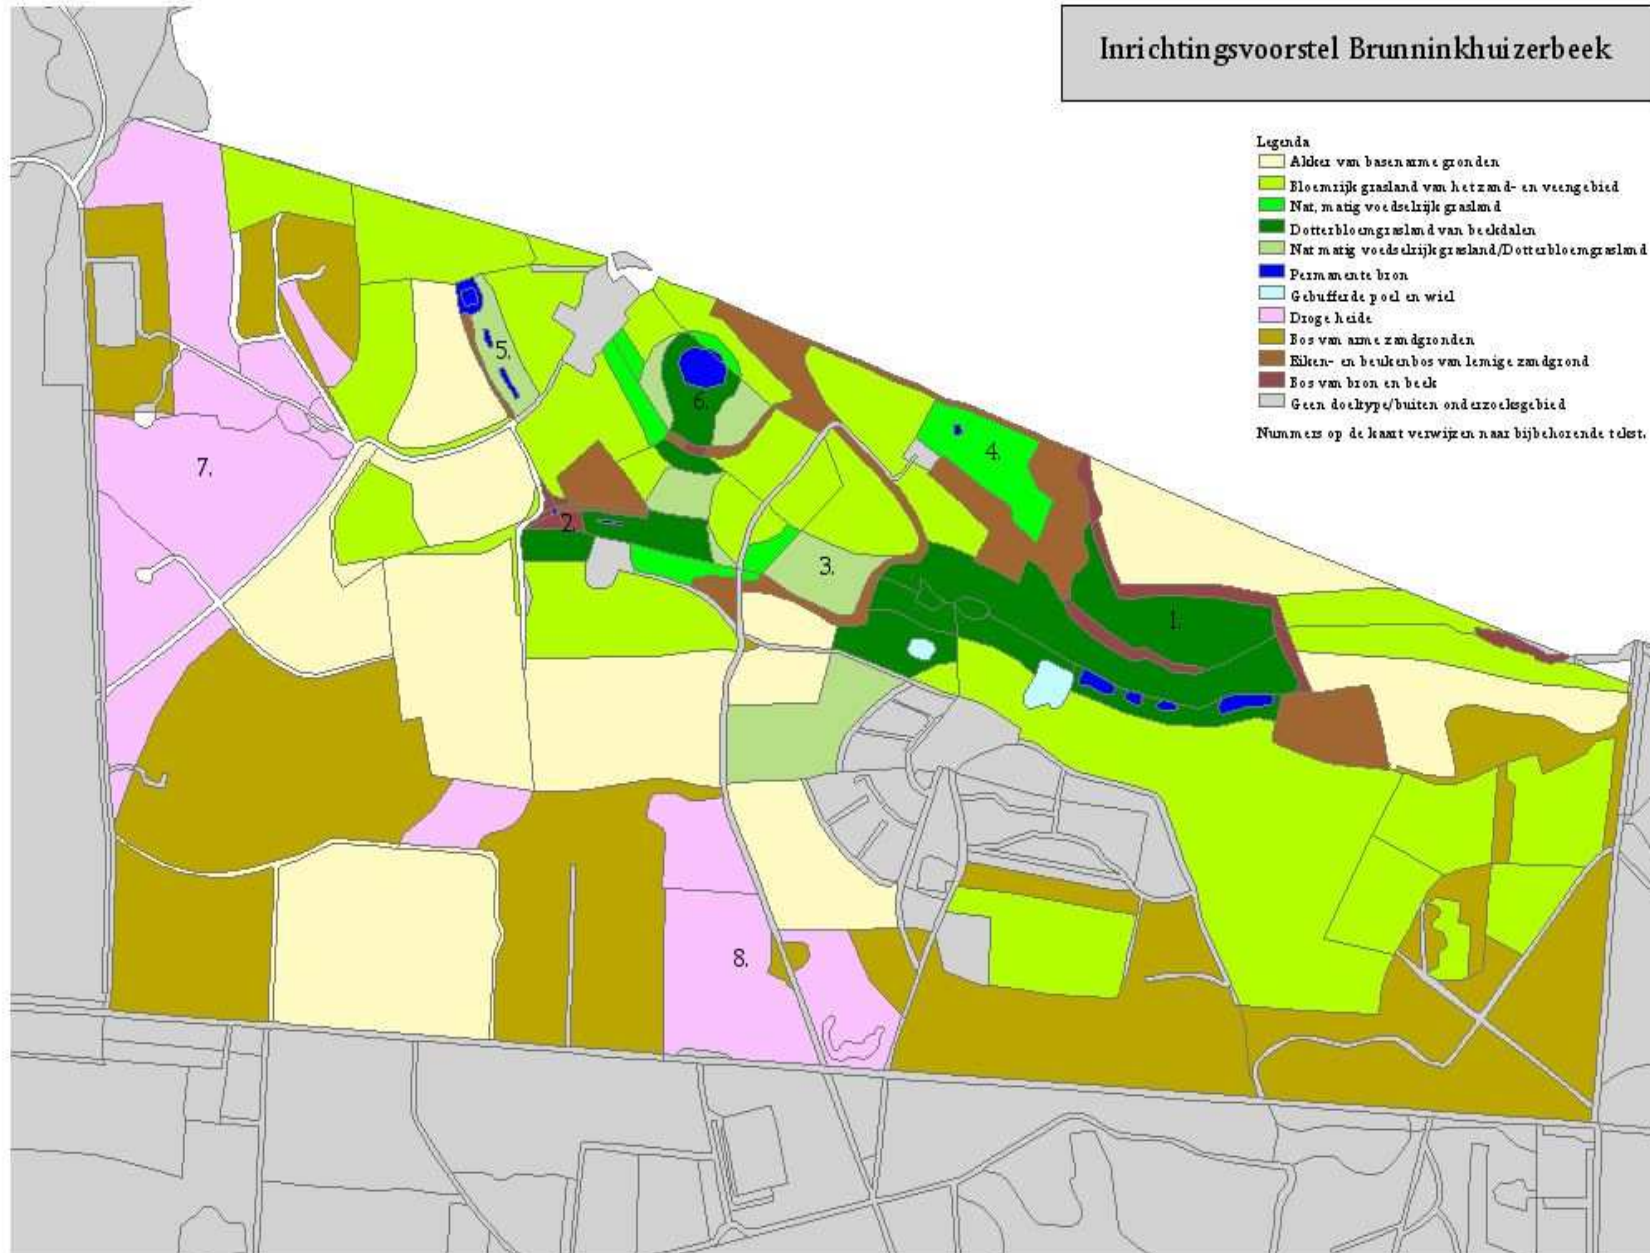 Inrichtingsvoorstel Brunninkhuizerbeek
Legenda
Akker van basenarme gronden
Bloemrijk grasland van het zand- en veengebied
Nat, matig voedselrijk grasland
Dotterbloemgrasland van beekdalen
Nat matig voedselrijk grasland/Dotterbloemgrasland
Permanente bron
Gebufferde poel en wiel
Droge heide
Bos van arme zandgronden
Eiken- en beukenbos van lemige zandgrond
Bos van bron en beek
Geen doeltype/buiten onderzoeksgebied
Nummers op de kaart verwijzen naar bijbehorende tekst.
5.
6.
4.
7.
2.
3.
1.
8.